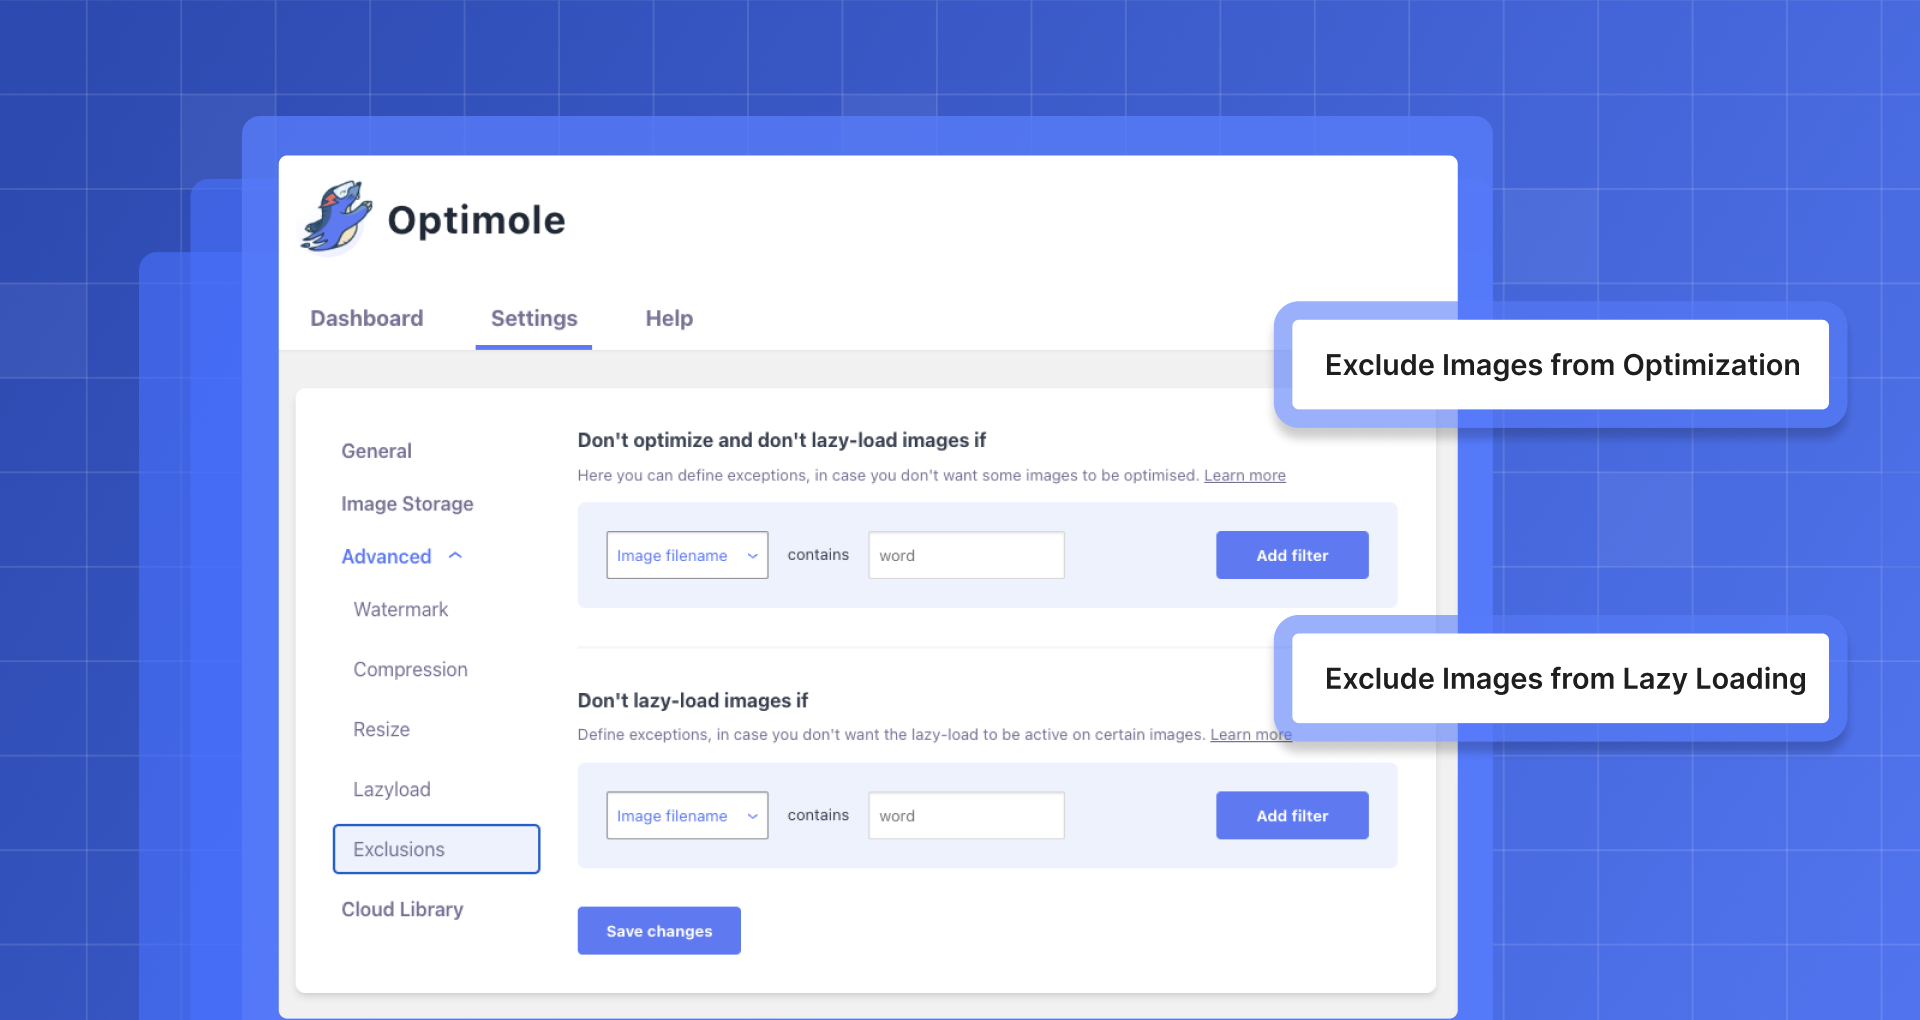 Optimole
Dashboard Settings Help
Exclude Images from Optimization
General
Image Storage
Advanced
Watermark
Compression
Resize
Lazyload
Exclusions
Cloud Library
Don't optimize and don't lazy-load images if
Here you can define exceptions, in case you don't want some images to be optimised. Learn more
Image filename contains word Add filter
Exclude Images from Lazy Loading
Don't lazy-load images if
Define exceptions, in case you don't want the lazy-load to be active on certain images. Learn more
Image filename contains word Add filter
Save changes